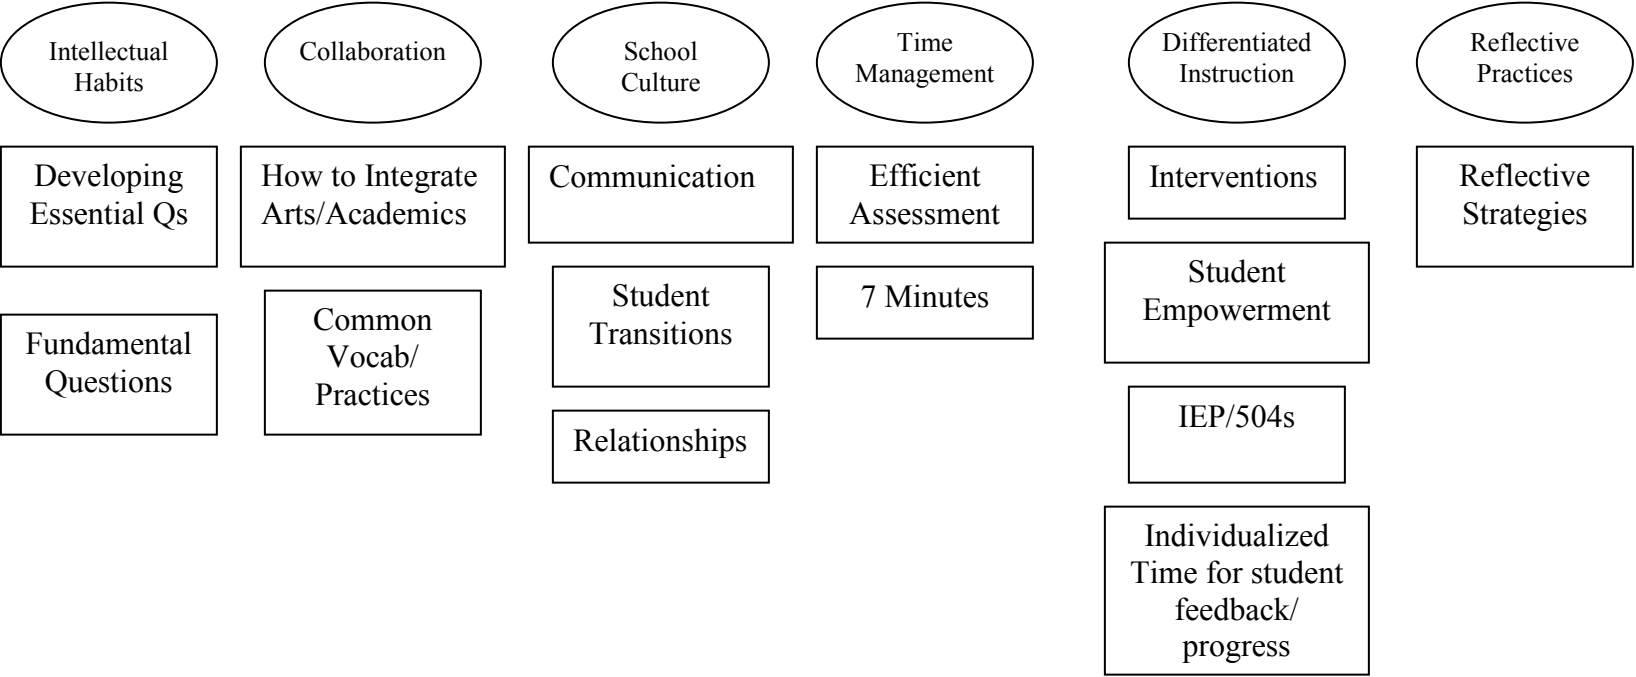 Intellectual
Habits
Collaboration
School
Culture
Time
Management
Differentiated
Instruction
Reflective
Practices
Developing
Essential Qs
Fundamental
Questions
How to Integrate
Arts/Academics
Common
Vocab/
Practices
Communication
Student
Transitions
Relationships
Efficient
Assessment
7 Minutes
Interventions
Student
Empowerment
IEP/504s
Individualized
Time for student
feedback/
progress
Reflective
Strategies